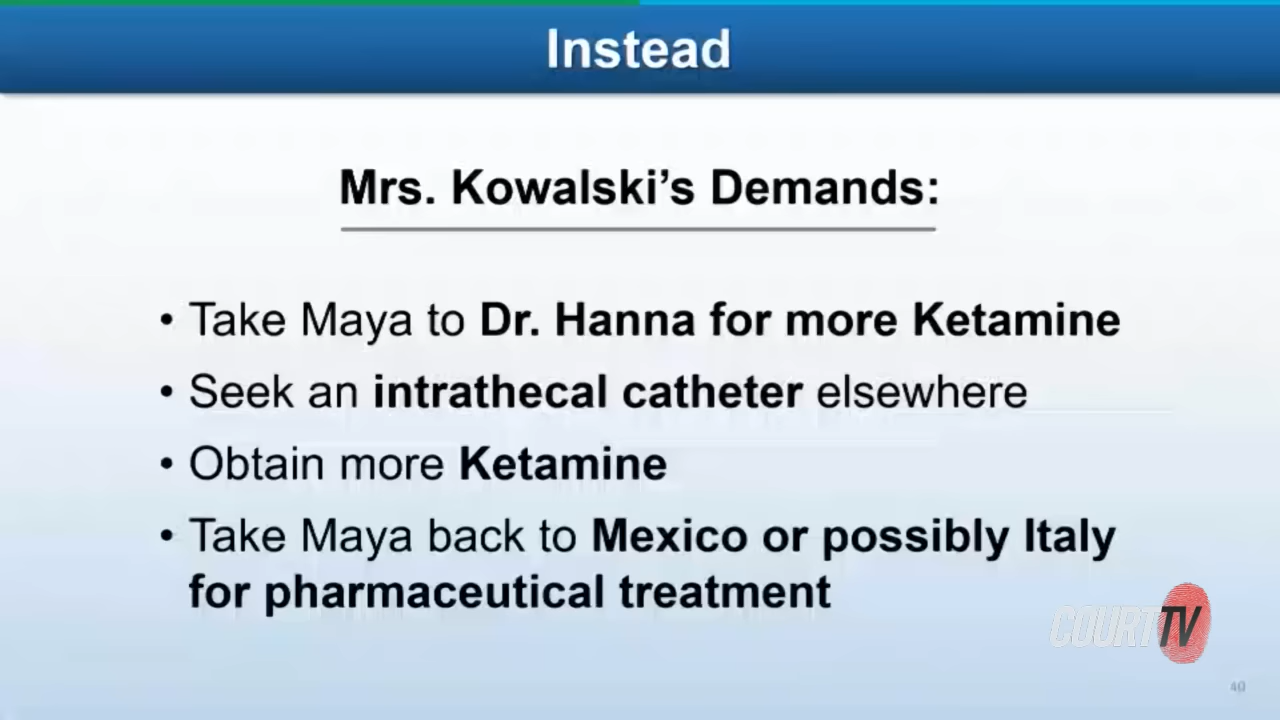 Instead
Mrs. Kowalski’s Demands:
• Take Maya to Dr. Hanna for more Ketamine
• Seek an intrathecal catheter elsewhere
• Obtain more Ketamine
• Take Maya back to Mexico or possibly Italy
for pharmaceutical treatment
COURT TV
40